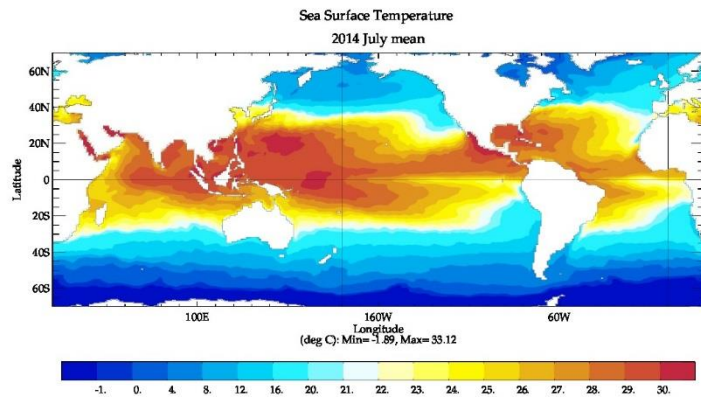 Sea Surface Temperature
2014 July mean
60N
40N
20N
0
20S
40S
60S
Latitude
100E 160W 60W
Longitude
(deg C): Min= -1.89, Max= 33.12
-1. 0. 4. 8. 12. 16. 20. 21. 22. 23. 24. 25. 26. 27. 28. 29. 30.